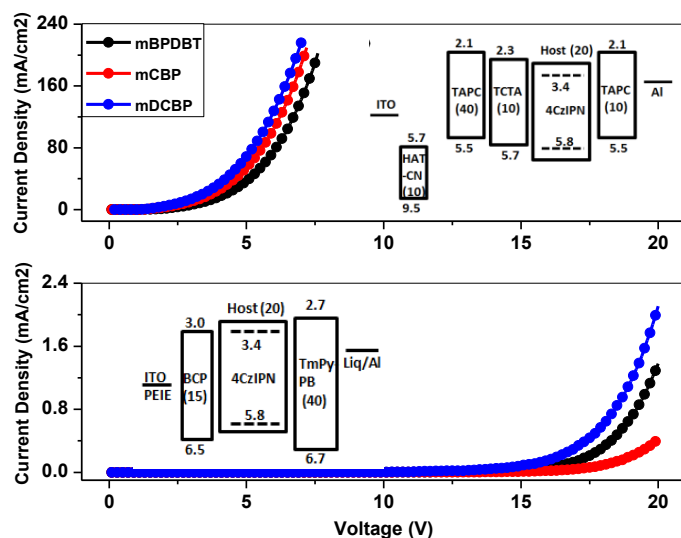 Current Density (mA/cm2)
240
160
80
0
mBPDBT
mCBP
mDCBP
ITO
5.7
HAT
-CN
(10)
9.5
2.1
TAPC
(40)
5.5
2.3
TCTA
(10)
5.7
Host (20)
3.4
4CzIPN
5.8
2.1
TAPC
(10)
5.5
Al
0
5
10
15
20
Current Density (mA/cm2)
2.4
1.6
0.8
0.0
ITO
PEIE
3.0
BCP
(15)
6.5
Host (20)
3.4
4CzIPN
5.8
2.7
TmPy
PB
(40)
6.7
Liq/Al
0
5
10
15
20
Voltage (V)